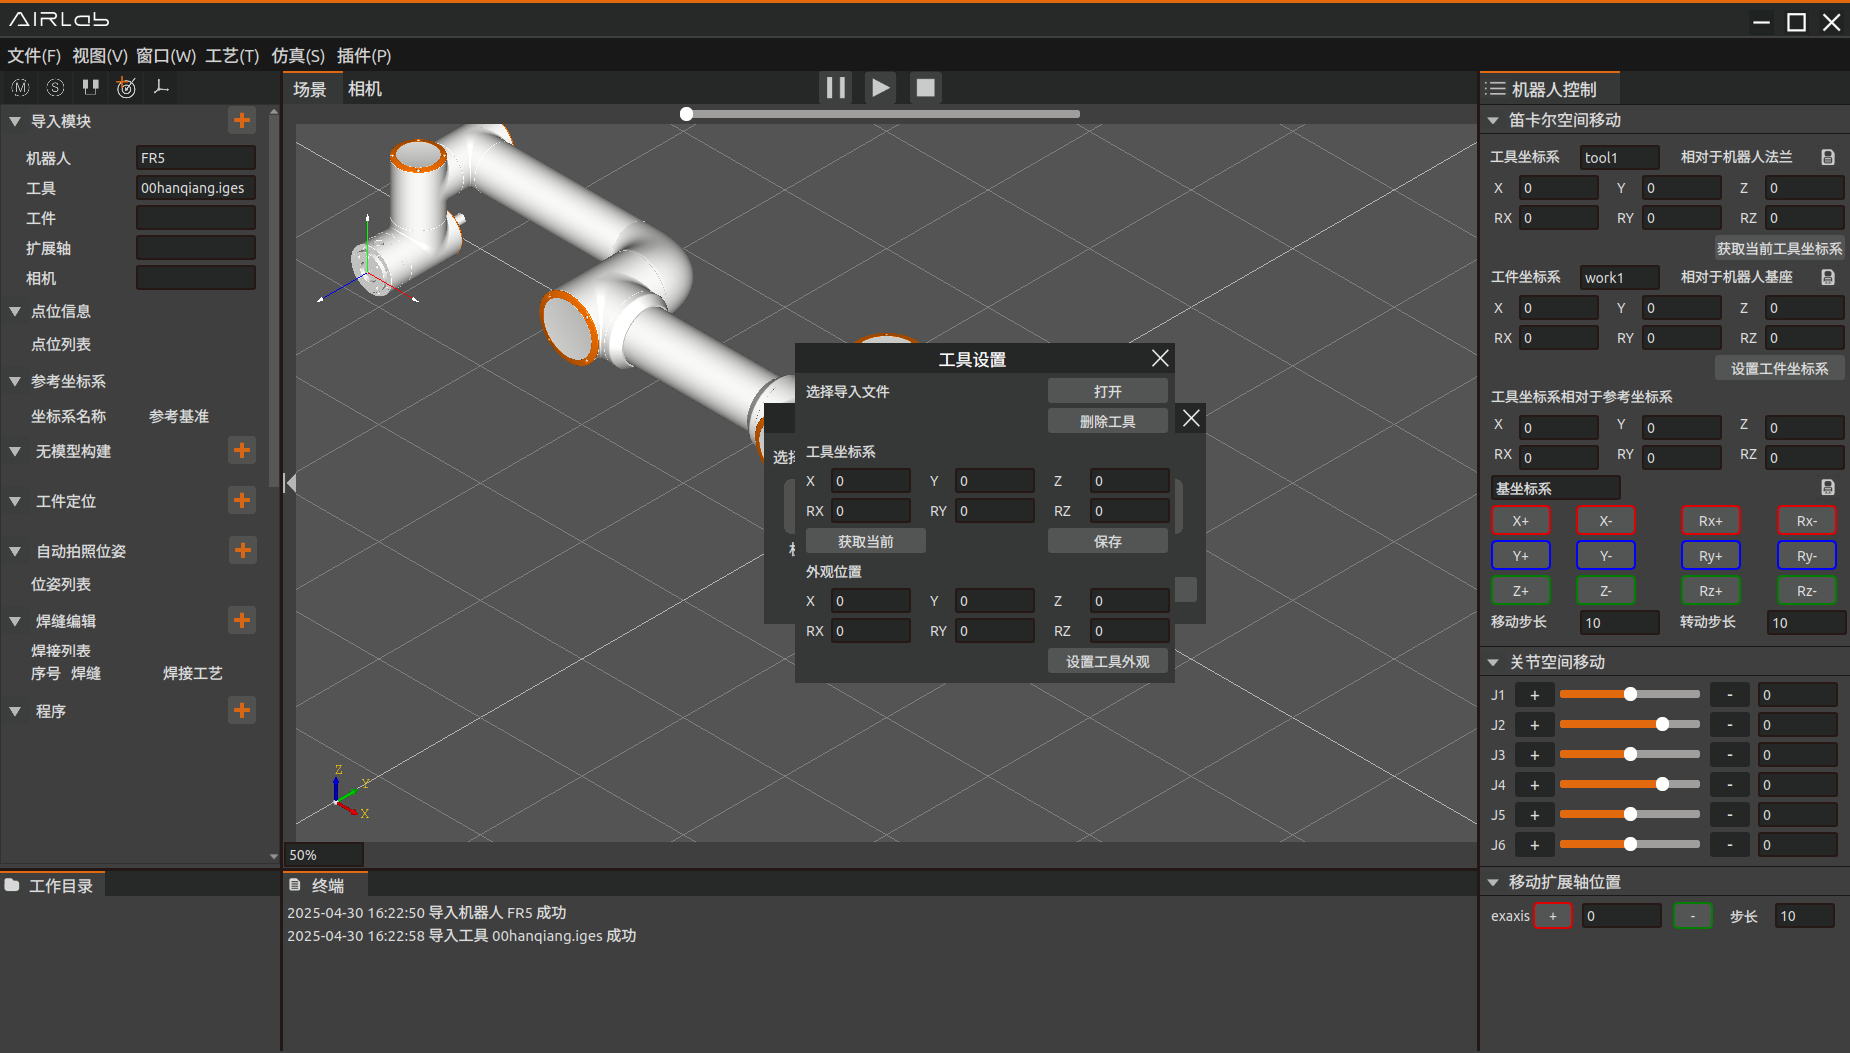 AIRLab
文件(F) 视图(V) 窗口(W) 工艺(T) 仿真(S) 插件(P)
M S
导入模块
机器人 FR5
工具 00hanqiang.iges
工件
扩展轴
相机
点位信息
点位列表
参考坐标系
坐标系名称 参考基准
无模型构建
工件定位
自动拍照位姿
位姿列表
焊缝编辑
焊接列表
序号 焊缝 焊接工艺
程序
工作目录
场景 相机
Z
Y
X
50%
工具设置
选择导入文件 打开
删除工具
工具坐标系
X 0 Y 0 Z 0
RX 0 RY 0 RZ 0
获取当前 保存
外观位置
X 0 Y 0 Z 0
RX 0 RY 0 RZ 0
设置工具外观
终端
2025-04-30 16:22:50 导入机器人 FR5 成功
2025-04-30 16:22:58 导入工具 00hanqiang.iges 成功
机器人控制
笛卡尔空间移动
工具坐标系 tool1 相对于机器人法兰
X 0 Y 0 Z 0
RX 0 RY 0 RZ 0
获取当前工具坐标系
工件坐标系 work1 相对于机器人基座
X 0 Y 0 Z 0
RX 0 RY 0 RZ 0
设置工件坐标系
工具坐标系相对于参考坐标系
X 0 Y 0 Z 0
RX 0 RY 0 RZ 0
基坐标系
X+ X- Rx+ Rx-
Y+ Y- Ry+ Ry-
Z+ Z- Rz+ Rz-
移动步长 10 转动步长 10
关节空间移动
J1 + - 0
J2 + - 0
J3 + - 0
J4 + - 0
J5 + - 0
J6 + - 0
移动扩展轴位置
exaxis + 0 - 步长 10